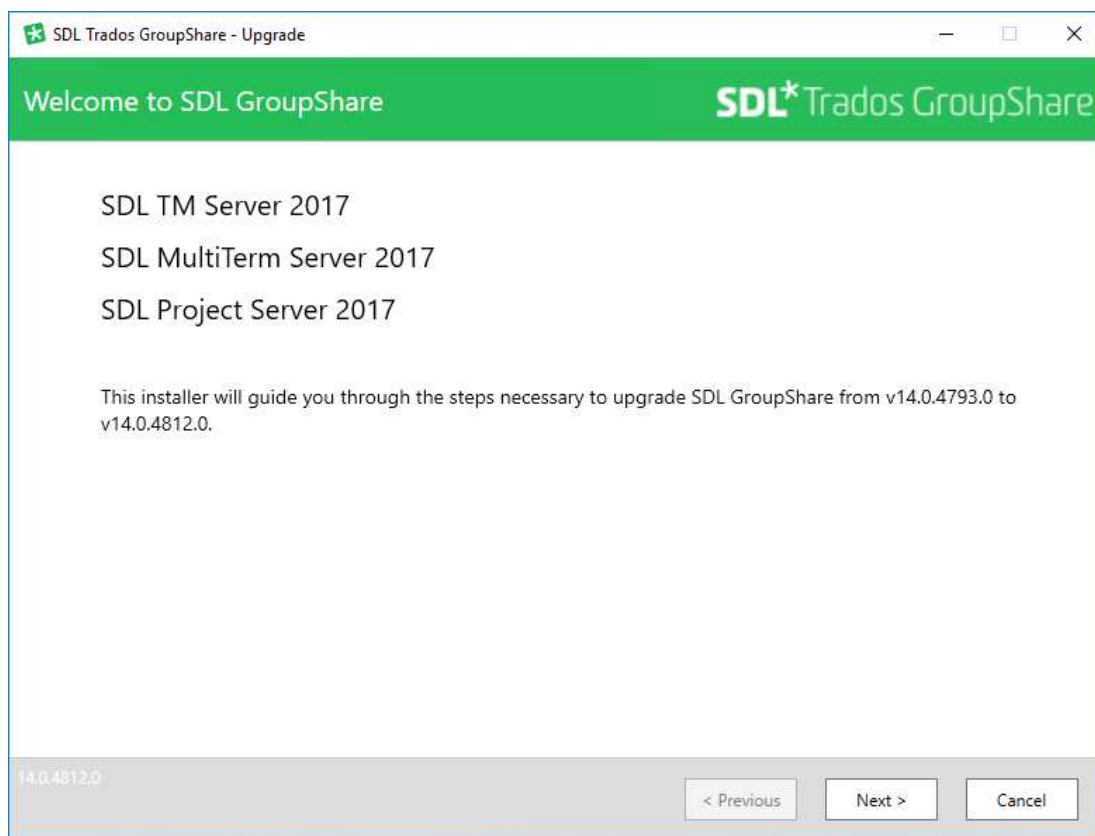 SDL Trados GroupShare - Upgrade
Welcome to SDL GroupShare
SDL* Trados GroupShare
SDL TM Server 2017
SDL MultiTerm Server 2017
SDL Project Server 2017
This installer will guide you through the steps necessary to upgrade SDL GroupShare from v14.0.4793.0 to
v14.0.4812.0.
14.0.4812.0
< Previous
Next >
Cancel